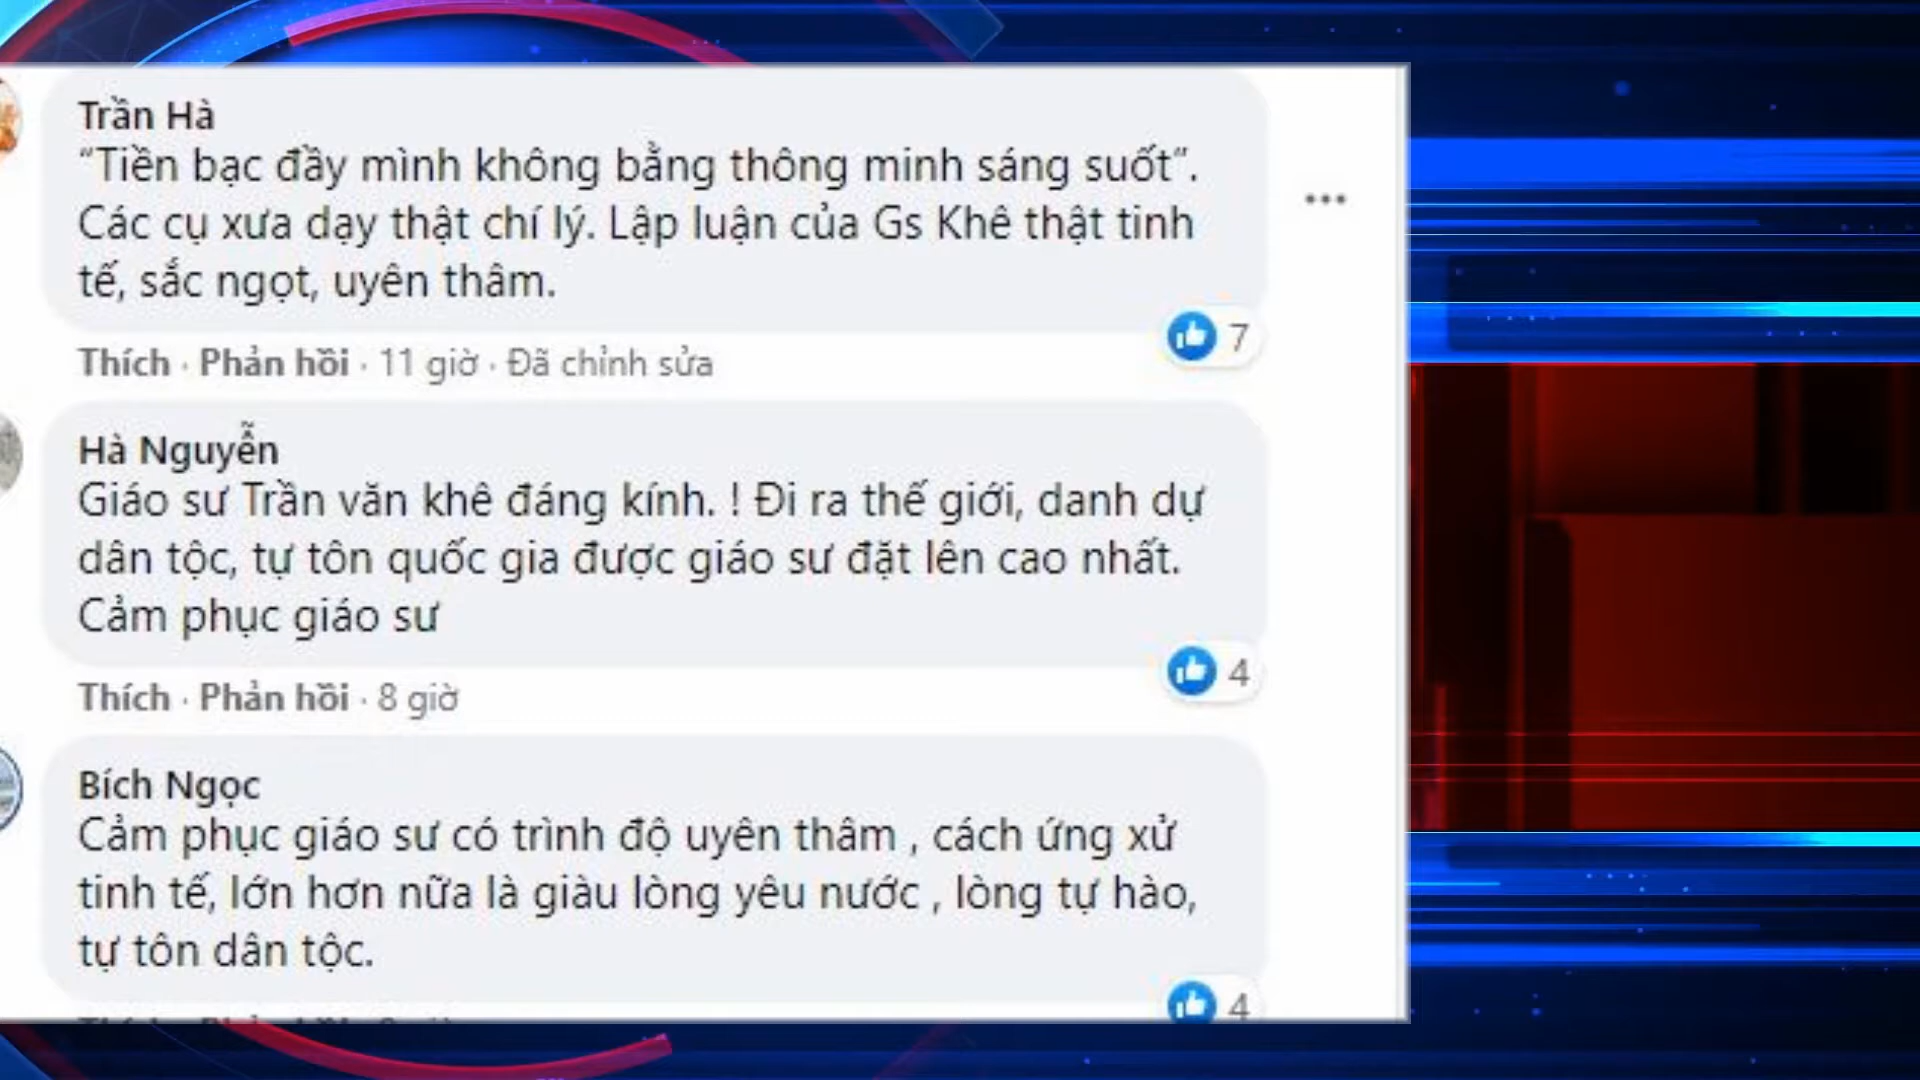 Trần Hà
“Tiền bạc đầy mình không bằng thông minh sáng suốt”.
Các cụ xưa dạy thật chí lý. Lập luận của Gs Khê thật tinh
tế, sắc ngọt, uyên thâm.
7
Thích · Phản hồi · 11 giờ · Đã chỉnh sửa
Hà Nguyễn
Giáo sư Trần văn khê đáng kính. ! Đi ra thế giới, danh dự
dân tộc, tự tôn quốc gia được giáo sư đặt lên cao nhất.
Cảm phục giáo sư
4
Thích · Phản hồi · 8 giờ
Bích Ngọc
Cảm phục giáo sư có trình độ uyên thâm , cách ứng xử
tinh tế, lớn hơn nữa là giàu lòng yêu nước , lòng tự hào,
tự tôn dân tộc.
4